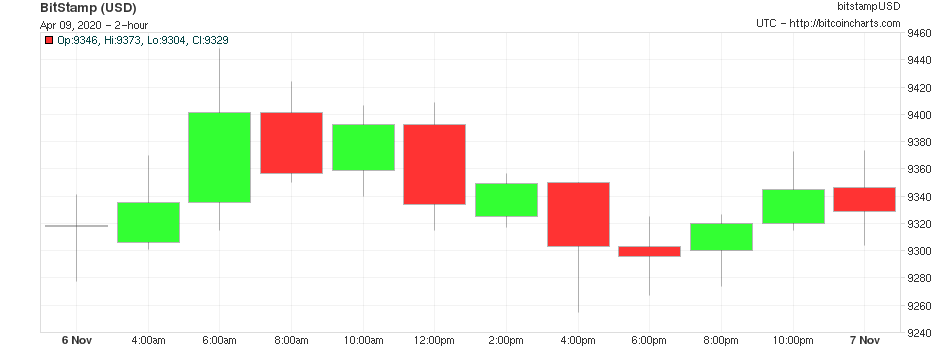 BitStamp (USD)
bitstampUSD
Apr 09, 2020 - 2-hour
UTC - http://bitcoincharts.com
Op:9346, Hi:9373, Lo:9304, Cl:9329
9460
9440
9420
9400
9380
9360
9340
9320
9300
9280
9260
9240
6 Nov 4:00am 6:00am 8:00am 10:00am 12:00pm 2:00pm 4:00pm 6:00pm 8:00pm 10:00pm 7 Nov